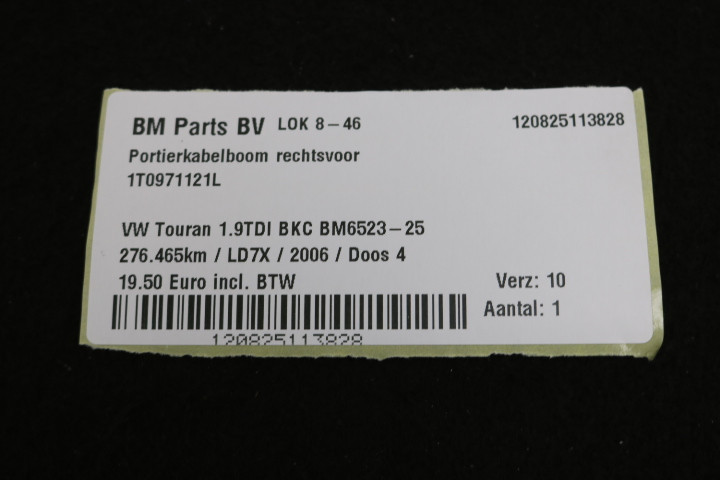 BM Parts BV LOK 8-46 120825113828
Portierkabelboom rechtsvoor
1T0971121L
VW Touran 1.9TDI BKC BM6523-25
276.465km / LD7X / 2006 / Doos 4
19.50 Euro incl. BTW Verz: 10
Aantal: 1
120825113828